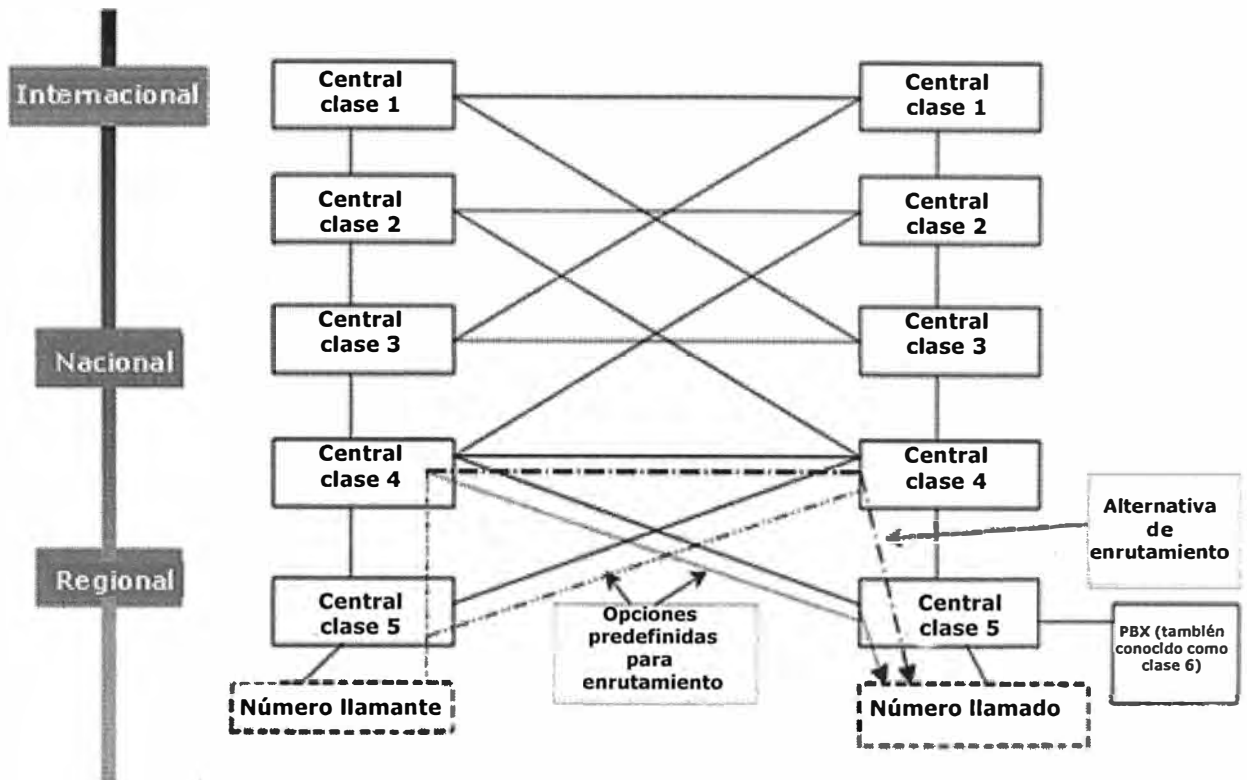 Internacional
Nacional
Regional
Central
clase 1
Central
clase 2
Central
clase 3
Central
clase 4
Central
clase 5
Número llamante
Opciones
predefinidas
para
enrutamiento
Central
clase 1
Central
clase 2
Central
clase 3
Central
clase 4
Central
clase 5
Número llamado
Alternativa
de
enrutamiento
PBX (también
conocido como
clase 6)